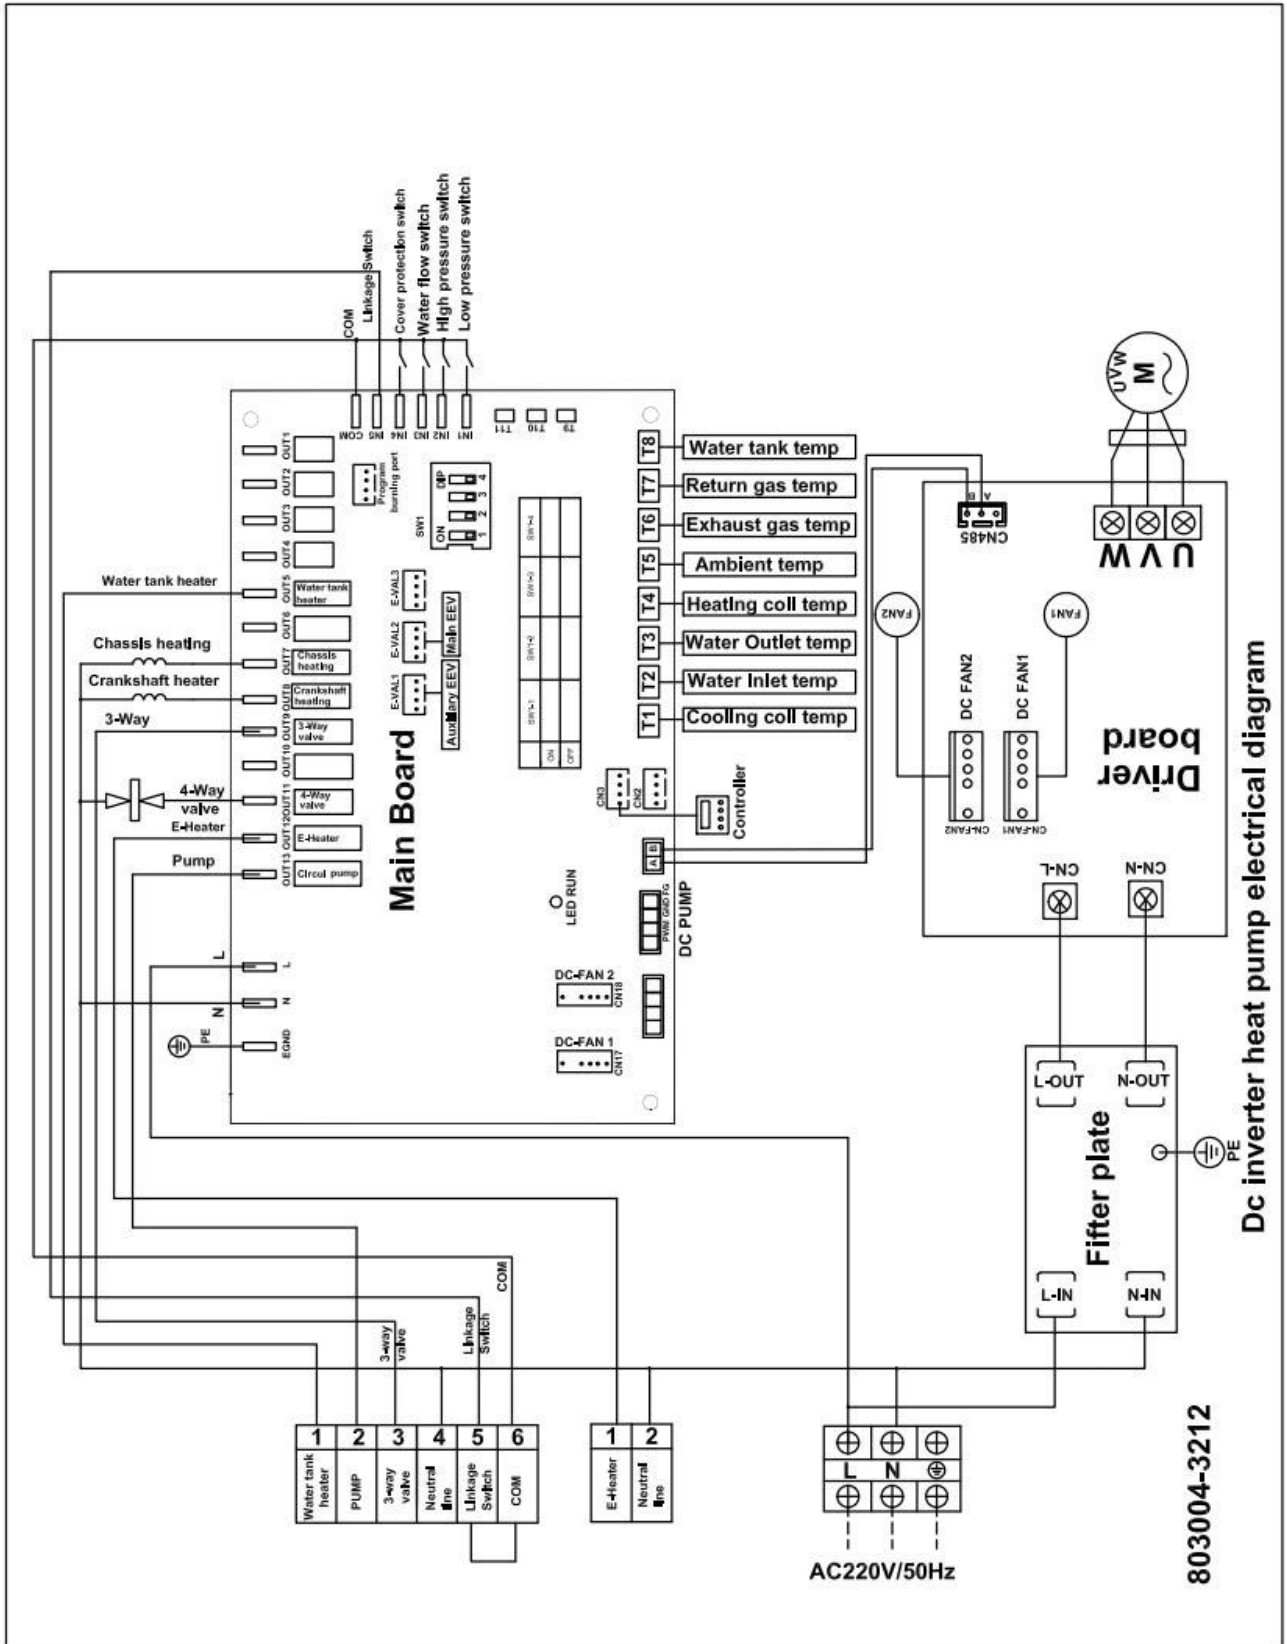 COM
Linkage Switch
Cover protection switch
Water flow switch
High pressure switch
Low pressure switch
COM
IN5
IN4
IN3
IN2
IN1
T11
T10
T9
OUT1
OUT2
OUT3
OUT4
OUT5
OUT6
OUT7
OUT8
OUT9
OUT10
OUT11
OUT12
OUT13
Water tank heater
Chassis heating
Crankshaft heater
3-Way
4-Way
valve
E-Heater
Pump
Water tank
heater
Chassis
heating
Crankshaft
heating
3-Way
valve
4-Way
valve
E-Heater
Circul pump
Program
burning port
SW1
ON
DIP
1
2
3
4
E-VAL3
E-VAL2
E-VAL1
Main EEV
Auxiliary EEV
SW1-4
SW1-3
SW1-2
SW1-1
ON
OFF
Main Board
T8
Water tank temp
T7
Return gas temp
T6
Exhaust gas temp
T5
Ambient temp
T4
Heating coil temp
T3
Water Outlet temp
T2
Water Inlet temp
T1
Cooling coil temp
CN3
CN2
Controller
A
B
LED RUN
PWM GND FG
DC PUMP
DC-FAN 2
CN18
DC-FAN 1
CN17
L
L
N
N
PE
EGND
UVW
M
B
A
CN485
W V U
FAN2
FAN1
DC FAN2
DC FAN1
CN-FAN2
CN-FAN1
Driver
board
CN-L
CN-N
L-OUT
N-OUT
Fifter plate
PE
L-IN
N-IN
Dc inverter heat pump electrical diagram
3-way
valve
Linkage
Switch
COM
1
2
3
4
5
6
Water tank
heater
PUMP
3-way
valve
Neutral
line
Linkage
Switch
COM
1
2
E-Heater
Neutral
line
L
N
AC220V/50Hz
803004-3212